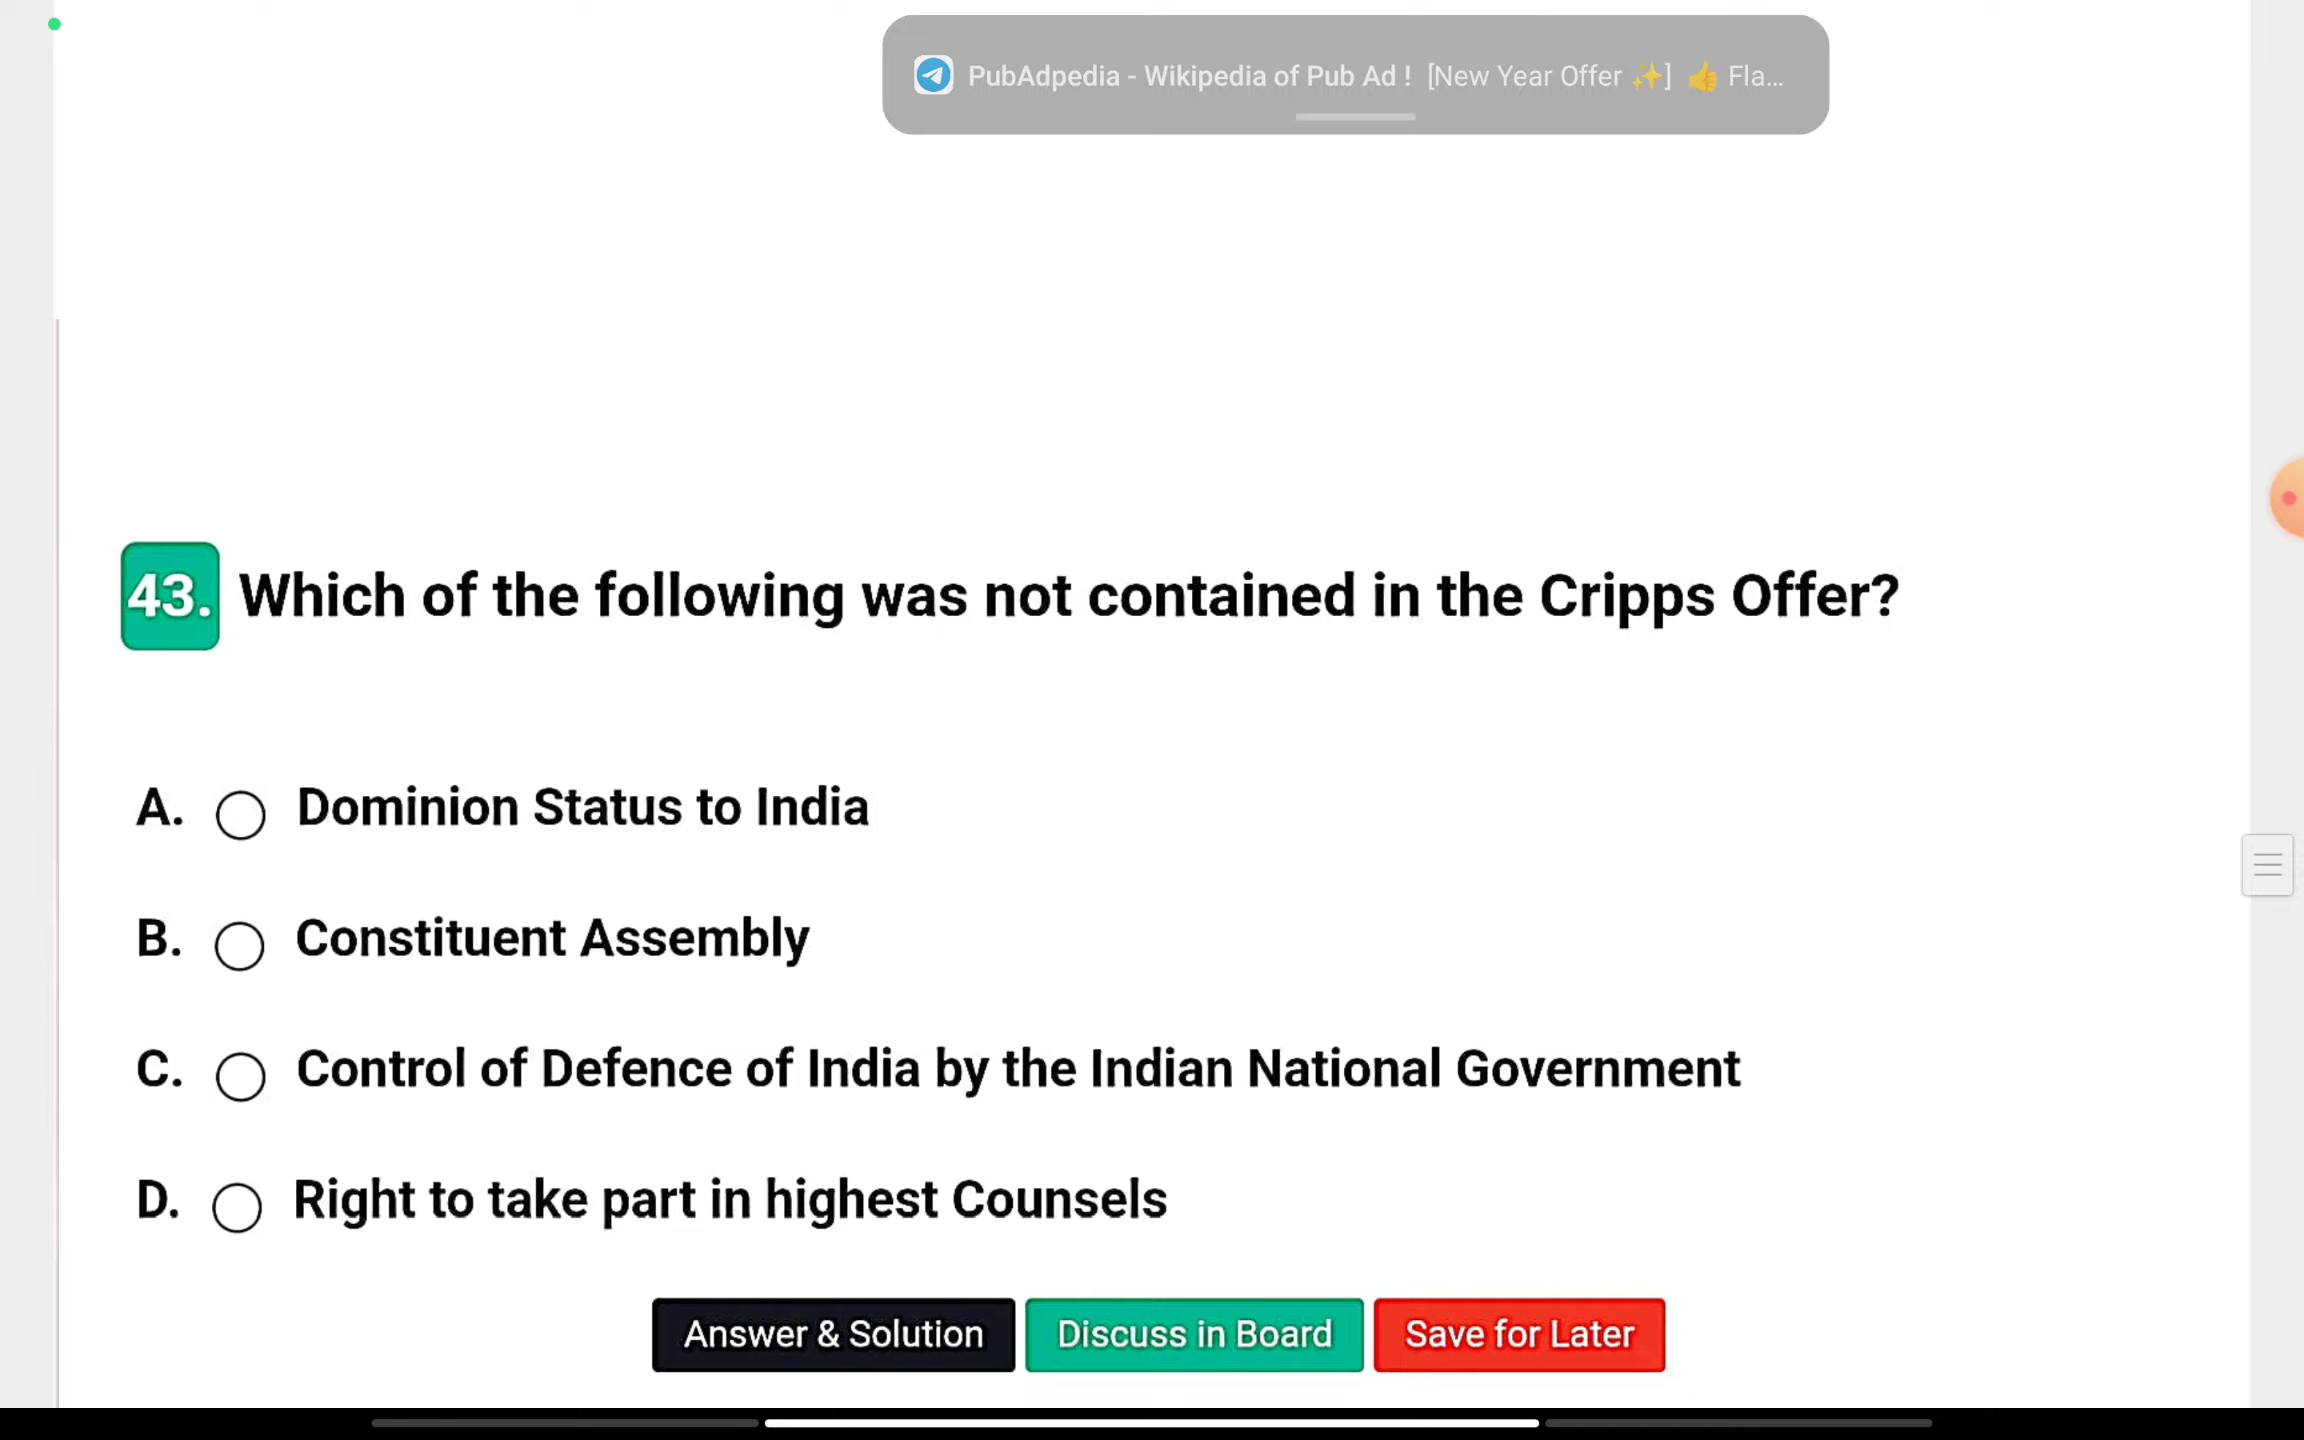 PubAdpedia - Wikipedia of Pub Ad ! [New Year Offer ✨] 👍 Fla...
43. Which of the following was not contained in the Cripps Offer?
A. Dominion Status to India
B. Constituent Assembly
C. Control of Defence of India by the Indian National Government
D. Right to take part in highest Counsels
Answer & Solution Discuss in Board Save for Later